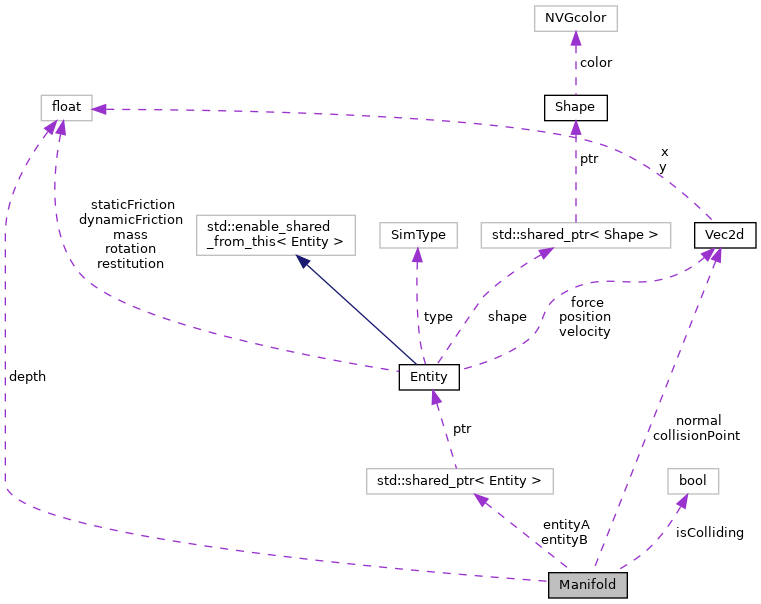 NVGcolor
color
float
Shape
ptr
x
y
staticFriction
dynamicFriction
mass
rotation
restitution
std::enable_shared
_from_this< Entity >
SimType
std::shared_ptr< Shape >
Vec2d
type
shape
force
position
velocity
depth
Entity
ptr
normal
collisionPoint
std::shared_ptr< Entity >
bool
entityA
entityB
isColliding
Manifold